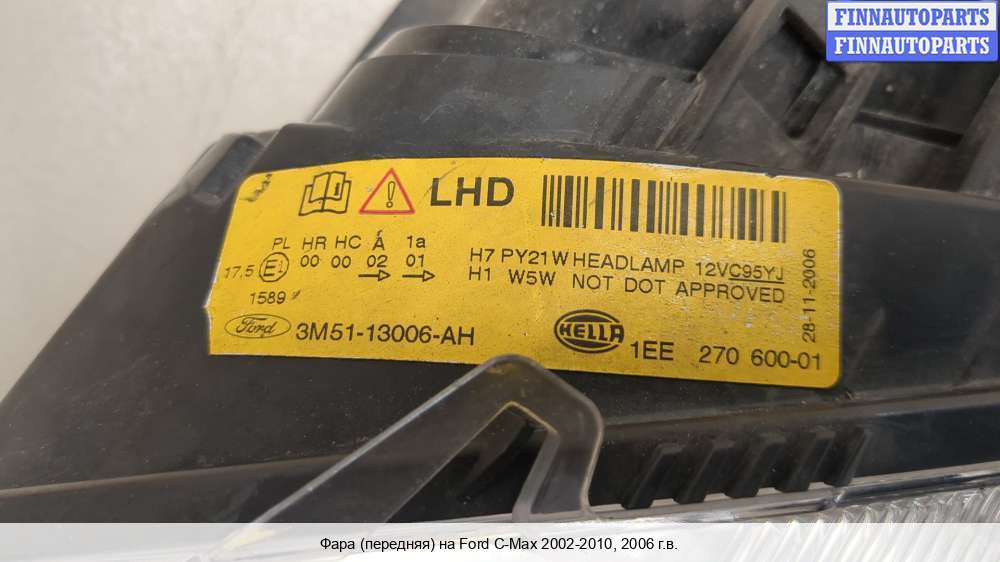 FINNAUTOPARTS
FINNAUTOPARTS
LHD
PL HR HC A 1a
17,5 E1 00 00 02 01
1589
H7 PY21W HEADLAMP 12V C95YJ
H1 W5W NOT DOT APPROVED
28-11-2006
Ford 3M51-13006-AH
HELLA
1EE 270 600-01
Фара (передняя) на Ford C-Max 2002-2010, 2006 г.в.